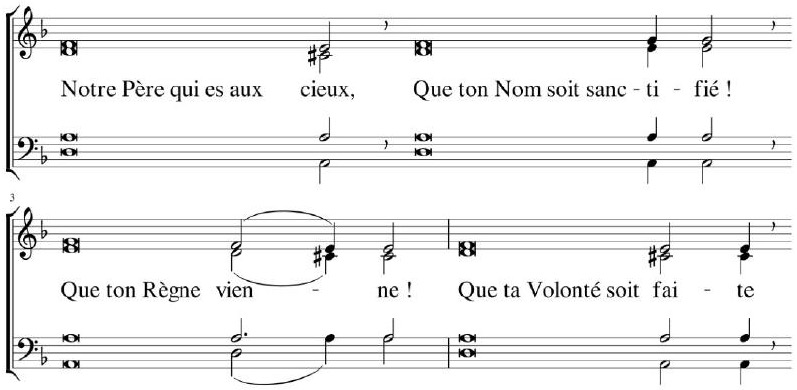 Notre Père qui es aux cieux, Que ton Nom soit sanc - ti - fié !
3
Que ton Règne vien - ne ! Que ta Volonté soit fai - te